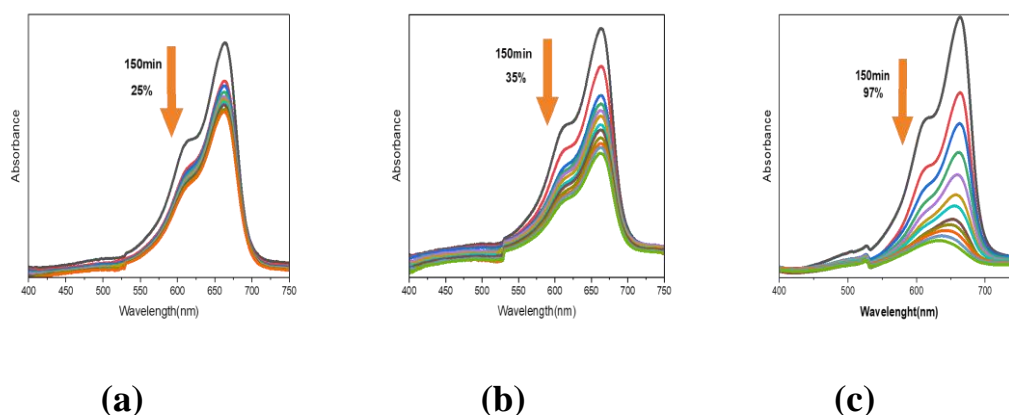 150min
25%
Absorbance
400 450 500 550 600 650 700 750
Wavelength(nm)
(a)
150min
35%
Absorbance
400 450 500 550 600 650 700 750
Wavelength(nm)
(b)
150min
97%
Absorbance
400 500 600 700
Wavelenght(nm)
(c)